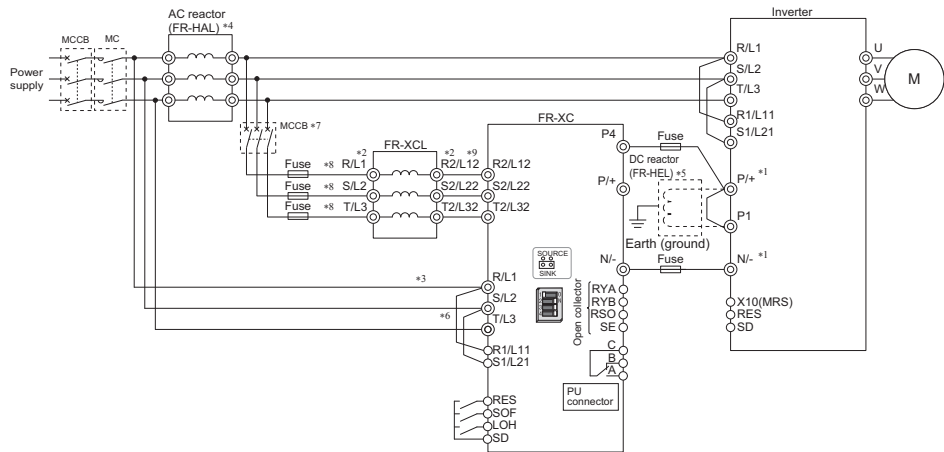 AC reactor
(FR-HAL) *4
Inverter
MCCB MC
Power
supply
R/L1
S/L2
T/L3
R1/L11
S1/L21
U
V
W
M
MCCB *7
FR-XC
FR-XCL
P4
Fuse
DC reactor
(FR-HEL) *5
Fuse *8 R/L1 *2
*2 *9
R2/L12 R2/L12
Fuse *8 S/L2
S2/L22 S2/L22
Fuse *8 T/L3
T2/L32 T2/L32
P/+
P/+ *1
P1
Earth (ground)
N/-
Fuse
N/- *1
SOURCE
SINK
*3
R/L1
S/L2
*6
T/L3
R1/L11
S1/L21
Open collector
RYA
RYB
RSO
SE
C
B
A
X10(MRS)
RES
SD
PU
connector
RES
SOF
LOH
SD